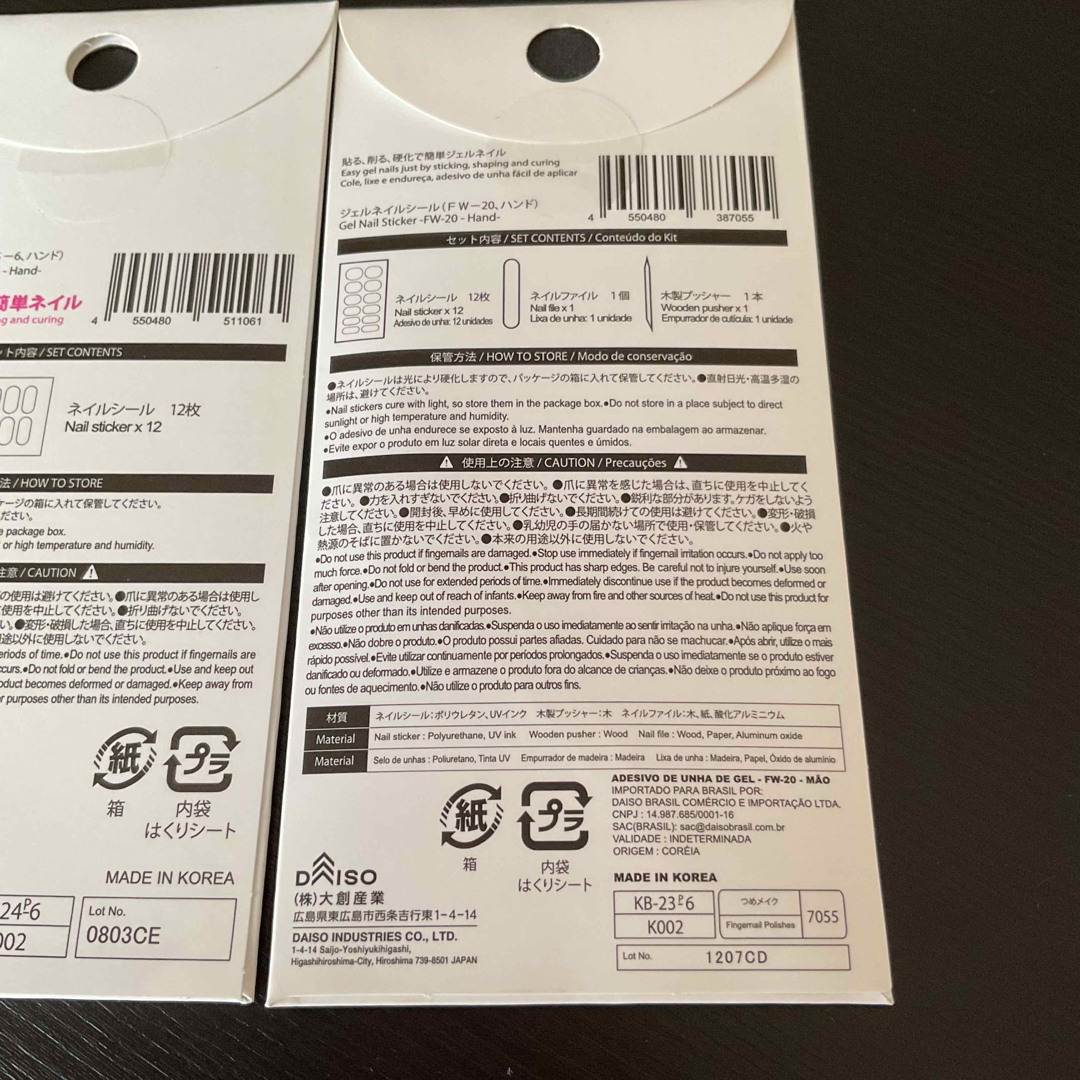 -6、ハンド）
- Hand-
簡単ネイル
ng and curing
4 550480 511061
ット内容 / SET CONTENTS
ネイルシール 12枚
Nail sticker x 12
法 / HOW TO STORE
ケージの箱に入れて保管してください。
ださい。
e package box.
or high temperature and humidity.
注意 / CAUTION
の使用は避けてください。●爪に異常のある場合は使用し
使用を中止してください。●折り曲げないでください。
い。●変形・破損した場合、直ちに使用を中止してください。
途以外に使用しないでください。
eriods of time.●Do not use this product if fingernails are
curs.●Do not fold or bend the product.●Use and keep out
oduct becomes deformed or damaged.●Keep away from
r purposes other than its intended purposes.
紙
プラ
箱
内袋
はくりシート
MADE IN KOREA
24P6
002
Lot No.
0803CE
貼る、削る、硬化で簡単ジェルネイル
Easy gel nails just by sticking, shaping and curing
Cole, lixe e endureça, adesivo de unha fácil de aplicar
ジェルネイルシール（ＦＷ－20、ハンド）
Gel Nail Sticker -FW-20 - Hand-
4 550480 387055
セット内容 / SET CONTENTS / Conteúdo do Kit
ネイルシール 12枚
Nail sticker x 12
Adesivo de unha: 12 unidades
ネイルファイル 1個
Nail file x 1
Lixa de unha: 1 unidade
木製プッシャー 1本
Wooden pusher x 1
Empurrador de cutícula: 1 unidade
保管方法 / HOW TO STORE / Modo de conservação
●ネイルシールは光により硬化しますので、パッケージの箱に入れて保管してください。●直射日光・高温多湿の
場所は、避けてください。
●Nail stickers cure with light, so store them in the package box.●Do not store in a place subject to direct
sunlight or high temperature and humidity.
●O adesivo de unha endurece se exposto à luz. Mantenha guardado na embalagem ao armazenar.
●Evite expor o produto em luz solar direta e locais quentes e úmidos.
使用上の注意 / CAUTION / Precauções
●爪に異常のある場合は使用しないでください。●爪に異常を感じた場合は、直ちに使用を中止してく
ださい。●力を入れすぎないでください。●折り曲げないでください。●鋭利な部分があります。ケガをしないよう
注意してください。●開封後、早めに使用してください。●長期間続けての使用は避けてください。●変形・破損
した場合、直ちに使用を中止してください。●乳幼児の手の届かない場所で使用・保管してください。●火や
熱源のそばに置かないでください。●本来の用途以外に使用しないでください。
●Do not use this product if fingernails are damaged.●Stop use immediately if fingernail irritation occurs.●Do not apply too
much force.●Do not fold or bend the product.●This product has sharp edges. Be careful not to injure yourself.●Use soon
after opening.●Do not use for extended periods of time.●Immediately discontinue use if the product becomes deformed or
damaged.●Use and keep out of reach of infants.●Keep away from fire and other sources of heat.●Do not use this product for
purposes other than its intended purposes.
●Não utilize o produto em unhas danificadas.●Suspenda o uso imediatamente ao sentir irritação na unha.●Não aplique força em
excesso.●Não dobre o produto.●O produto possui partes afiadas. Cuidado para não se machucar.●Após abrir, utilize o mais
rápido possível.●Evite utilizar continuamente por períodos prolongados.●Suspenda o uso imediatamente se o produto estiver
danificado ou deformado.●Utilize e armazene o produto fora do alcance de crianças.●Não deixe o produto próximo ao fogo
ou fontes de aquecimento.●Não utilize o produto para outros fins.
材質 ネイルシール：ポリウレタン、UVインク 木製プッシャー：木 ネイルファイル：木、紙、酸化アルミニウム
Material Nail sticker : Polyurethane, UV ink Wooden pusher : Wood Nail file : Wood, Paper, Aluminum oxide
Material Selo de unhas : Poliuretano, Tinta UV Empurrador de madeira : Madeira Lixa de unha : Madeira, Papel, Óxido de alumínio
紙
プラ
箱
内袋
はくりシート
ADESIVO DE UNHA DE GEL - FW-20 - MÃO
IMPORTADO PARA BRASIL POR:
DAISO BRASIL COMÉRCIO E IMPORTAÇÃO LTDA.
CNPJ : 14.987.685/0001-16
SAC(BRASIL): sac@daisobrasil.com.br
VALIDADE : INDETERMINADA
ORIGEM : CORÉIA
DAISO
(株)大創産業
広島県東広島市西条吉行東1-4-14
DAISO INDUSTRIES CO., LTD.
1-4-14 Saijo-Yoshiyukihigashi,
Higashihiroshima-City, Hiroshima 739-8501 JAPAN
MADE IN KOREA
KB-23P6
K002
つめメイク
Fingernail Polishes
7055
Lot No. 1207CD